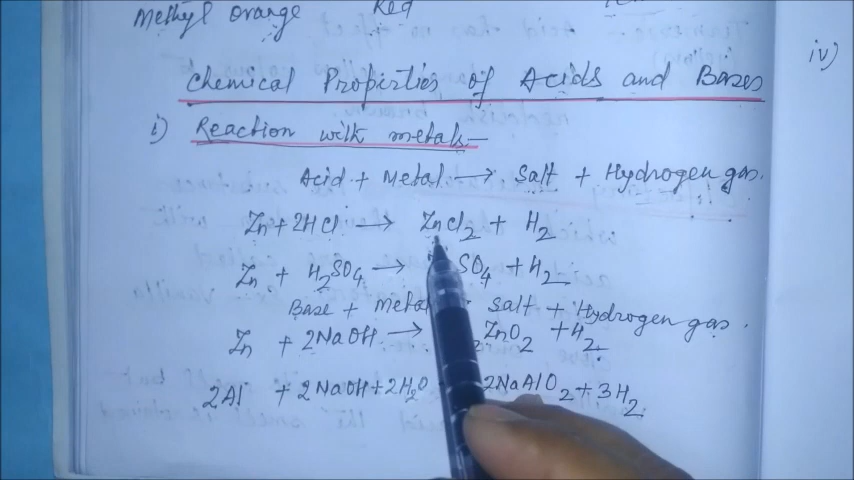 Methyl orange Red
iv)
Chemical Properties of Acids and Bases
i) Reaction with metals—
Acid + Metal → Salt + Hydrogen gas.
Zn + 2HCl → ZnCl2 + H2
Zn + H2SO4 → SO4 + H2
Base + Metal Salt + Hydrogen gas.
Zn + 2NaOH → 2 ZnO2 + H2.
2Al + 2NaOH + 2H2O 2NaAlO2 + 3H2.